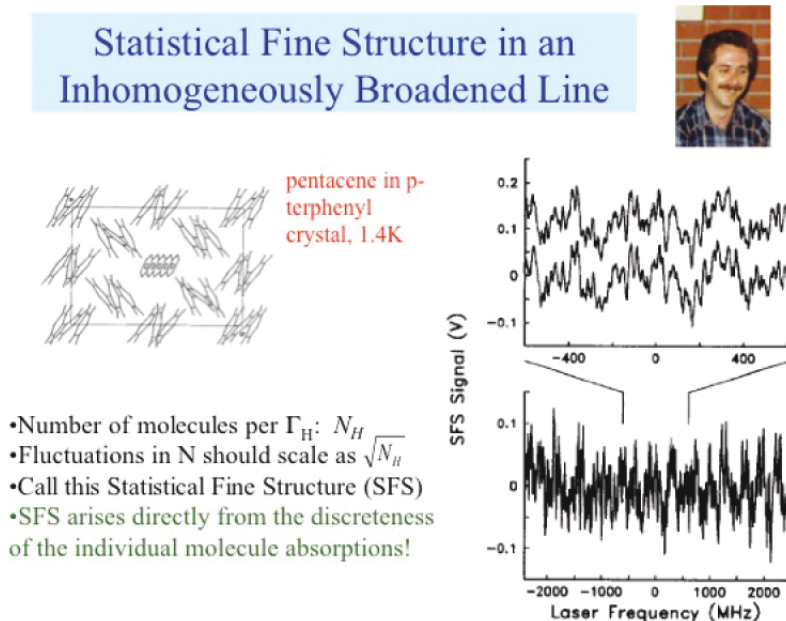 Statistical Fine Structure in an
Inhomogeneously Broadened Line
pentacene in p-
terphenyl
crystal, 1.4K
•Number of molecules per Γ_H: N_H
•Fluctuations in N should scale as √N_H
•Call this Statistical Fine Structure (SFS)
•SFS arises directly from the discreteness
of the individual molecule absorptions!
SFS Signal (V)
0.2
0.1
0
-0.1
-400 0 400
0.1
0
-0.1
-2000 -1000 0 1000 2000
Laser Frequency (MHz)